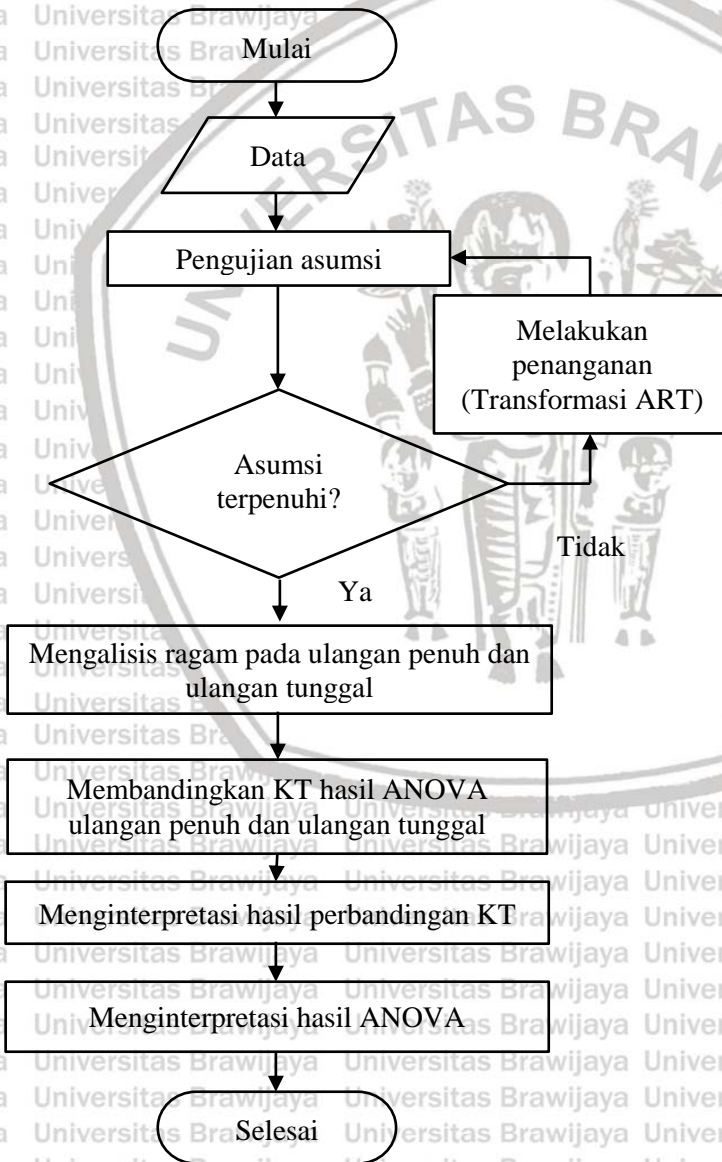 Mulai
Data
Pengujian asumsi
Melakukan
penanganan
(Transformasi ART)
Asumsi
terpenuhi?
Tidak
Ya
Mengalisis ragam pada ulangan penuh dan
ulangan tunggal
Membandingkan KT hasil ANOVA
ulangan penuh dan ulangan tunggal
Menginterpretasi hasil perbandingan KT
Menginterpretasi hasil ANOVA
Selesai